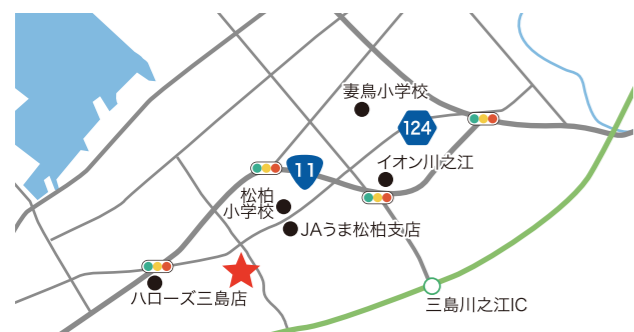 妻鳥小学校
124
イオン川之江
11
松柏
小学校
JAうま松柏支店
ハローズ三島店
三島川之江IC